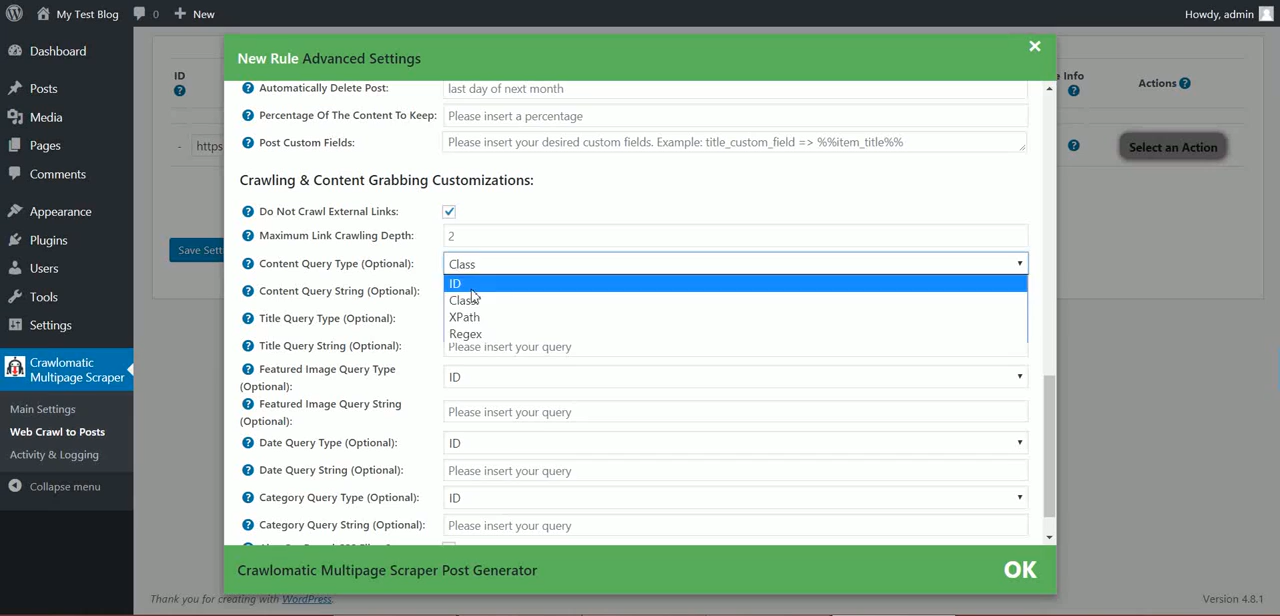 My Test Blog 0 New Howdy, admin
Dashboard
Posts
Media
Pages
Comments
Appearance
Plugins
Users
Tools
Settings
Crawlomatic
Multipage Scraper
Main Settings
Web Crawl to Posts
Activity & Logging
Collapse menu
ID
Info
Actions
- https
Select an Action
Save Sett
New Rule Advanced Settings
Automatically Delete Post: last day of next month
Percentage Of The Content To Keep: Please insert a percentage
Post Custom Fields: Please insert your desired custom fields. Example: title_custom_field => %%item_title%%
Crawling & Content Grabbing Customizations:
Do Not Crawl External Links:
Maximum Link Crawling Depth: 2
Content Query Type (Optional): Class
ID
Content Query String (Optional):
Class
Title Query Type (Optional): XPath
Regex
Title Query String (Optional): Please insert your query
Featured Image Query Type
(Optional): ID
Featured Image Query String
(Optional): Please insert your query
Date Query Type (Optional): ID
Date Query String (Optional): Please insert your query
Category Query Type (Optional): ID
Category Query String (Optional): Please insert your query
Crawlomatic Multipage Scraper Post Generator OK
Thank you for creating with WordPress.
Version 4.8.1